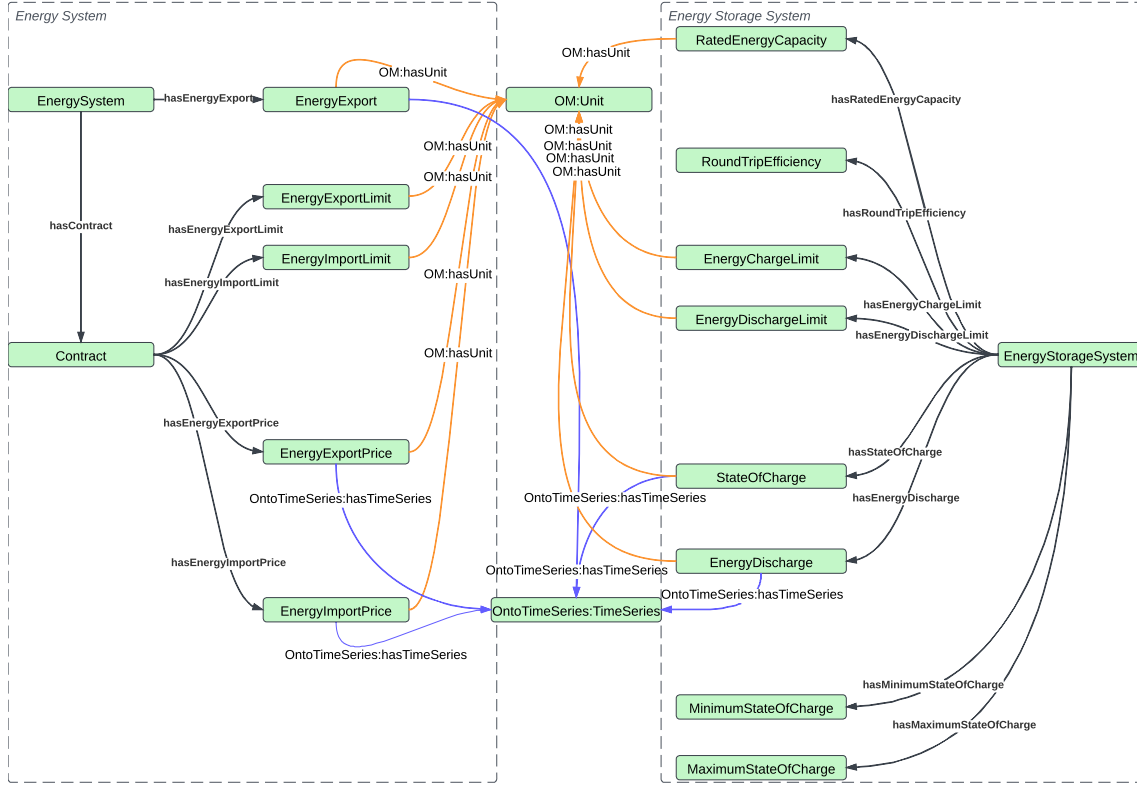 Energy System
Energy Storage System
RatedEnergyCapacity
OM:hasUnit
OM:hasUnit
EnergySystem
hasEnergyExport
EnergyExport
OM:Unit
hasRatedEnergyCapacity
OM:hasUnit
OM:hasUnit
OM:hasUnit
OM:hasUnit
OM:hasUnit
RoundTripEfficiency
OM:hasUnit
OM:hasUnit
EnergyExportLimit
hasRoundTripEfficiency
hasContract
hasEnergyExportLimit
EnergyImportLimit
EnergyChargeLimit
OM:hasUnit
hasEnergyImportLimit
hasEnergyChargeLimit
EnergyDischargeLimit
hasEnergyDischargeLimit
OM:hasUnit
Contract
EnergyStorageSystem
hasEnergyExportPrice
EnergyExportPrice
hasStateOfCharge
StateOfCharge
OntoTimeSeries:hasTimeSeries
OntoTimeSeries:hasTimeSeries
hasEnergyDischarge
hasEnergyImportPrice
OntoTimeSeries:hasTimeSeries
EnergyDischarge
OntoTimeSeries:hasTimeSeries
EnergyImportPrice
OntoTimeSeries:TimeSeries
OntoTimeSeries:hasTimeSeries
hasMinimumStateOfCharge
MinimumStateOfCharge
hasMaximumStateOfCharge
MaximumStateOfCharge